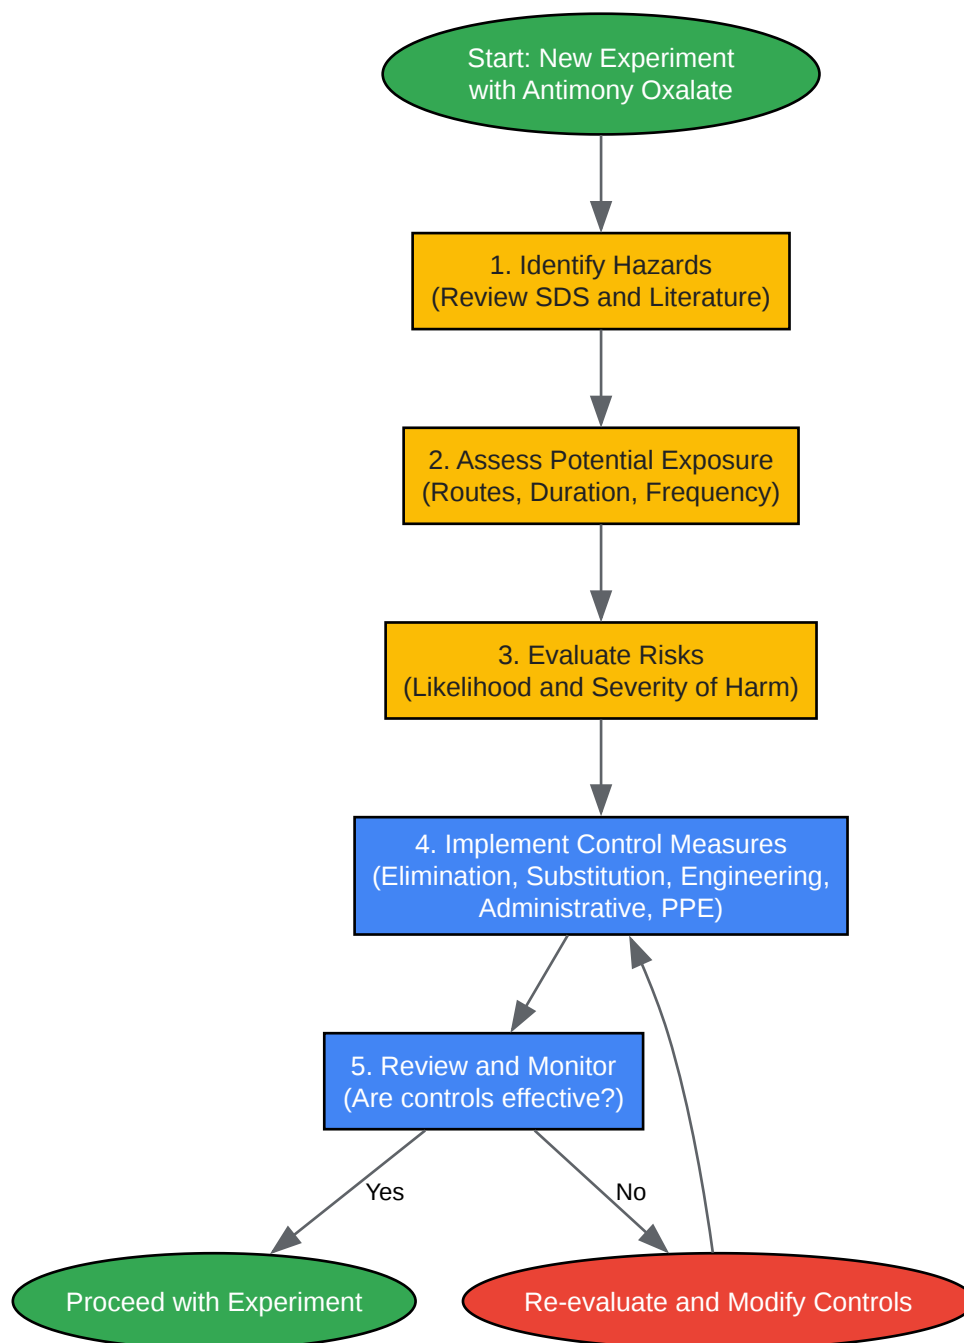 Start: New Experiment
with Antimony Oxalate
1. Identify Hazards
(Review SDS and Literature)
2. Assess Potential Exposure
(Routes, Duration, Frequency)
3. Evaluate Risks
(Likelihood and Severity of Harm)
4. Implement Control Measures
(Elimination, Substitution, Engineering,
Administrative, PPE)
5. Review and Monitor
(Are controls effective?)
Yes
No
Proceed with Experiment
Re-evaluate and Modify Controls